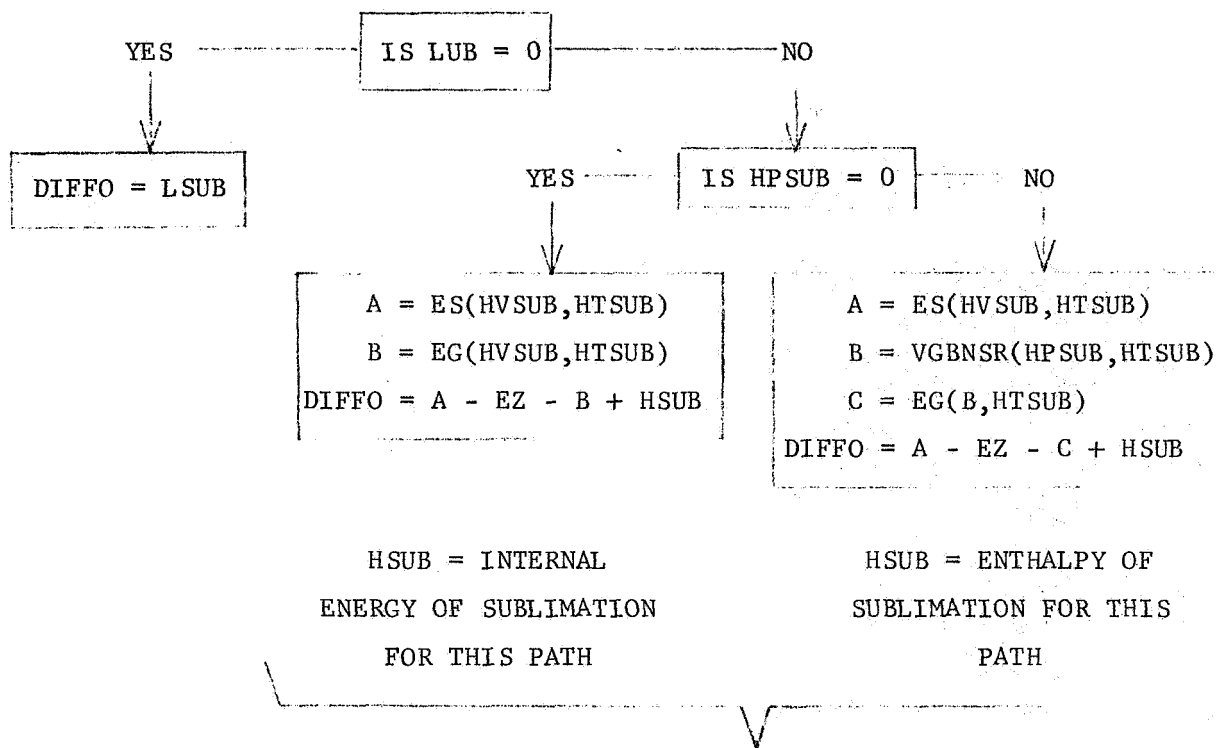 YES IS LUB = 0 NO
DIFFO = LSUB
YES IS HPSUB = 0 NO
A = ES(HVSUB,HTSUB)
B = EG(HVSUB,HTSUB)
DIFFO = A - EZ - B + HSUB
A = ES(HVSUB,HTSUB)
B = VGBNSR(HPSUB,HTSUB)
C = EG(B,HTSUB)
DIFFO = A - EZ - C + HSUB
HSUB = INTERNAL
ENERGY OF SUBLIMATION
FOR THIS PATH
HSUB = ENTHALPY OF
SUBLIMATION FOR THIS
PATH